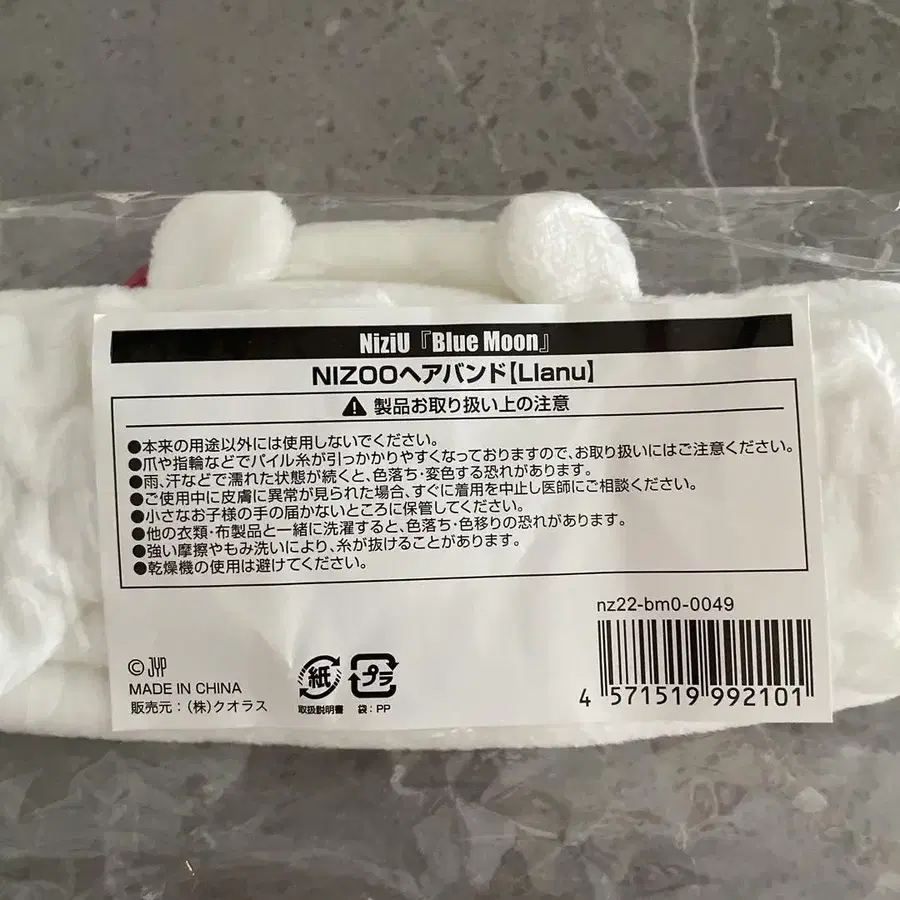 NiziU『Blue Moon』
NIZOOヘアバンド【Llanu】
製品お取り扱い上の注意
●本来の用途以外には使用しないでください。
●爪や指輪などでパイル糸が引っかかりやすくなっておりますので、お取り扱いにはご注意ください。
●雨、汗などで濡れた状態が続くと、色落ち・変色する恐れがあります。
●ご使用中に皮膚に異常が見られた場合、すぐに着用を中止し医師にご相談ください。
●小さなお子様の手の届かないところに保管してください。
●他の衣類・布製品と一緒に洗濯すると、色落ち・色移りの恐れがあります。
●強い摩擦やもみ洗いにより、糸が抜けることがあります。
●乾燥機の使用は避けてください。
nz22-bm0-0049
4 571519 992101
© JYP
MADE IN CHINA
販売元：(株)クオラス
紙
取扱説明書
プラ
袋：PP